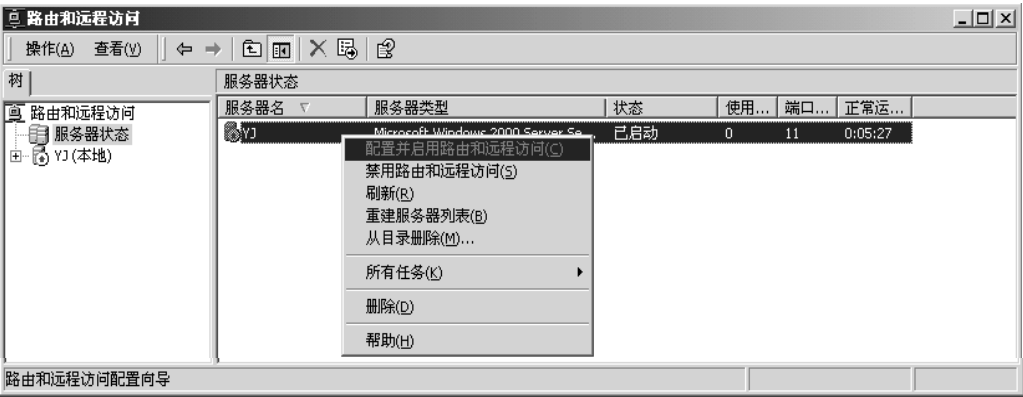 路由和远程访问
操作(A) 查看(V)
树
服务器状态
路由和远程访问
服务器状态
YJ(本地)
服务器名 服务器类型 状态 使用... 端口... 正常运...
YJ Microsoft Windows 2000 Server Se... 已启动 0 11 0:05:27
配置并启用路由和远程访问(C)
禁用路由和远程访问(S)
刷新(R)
重建服务器列表(B)
从目录删除(M)...
所有任务(K)
删除(D)
帮助(H)
路由和远程访问配置向导